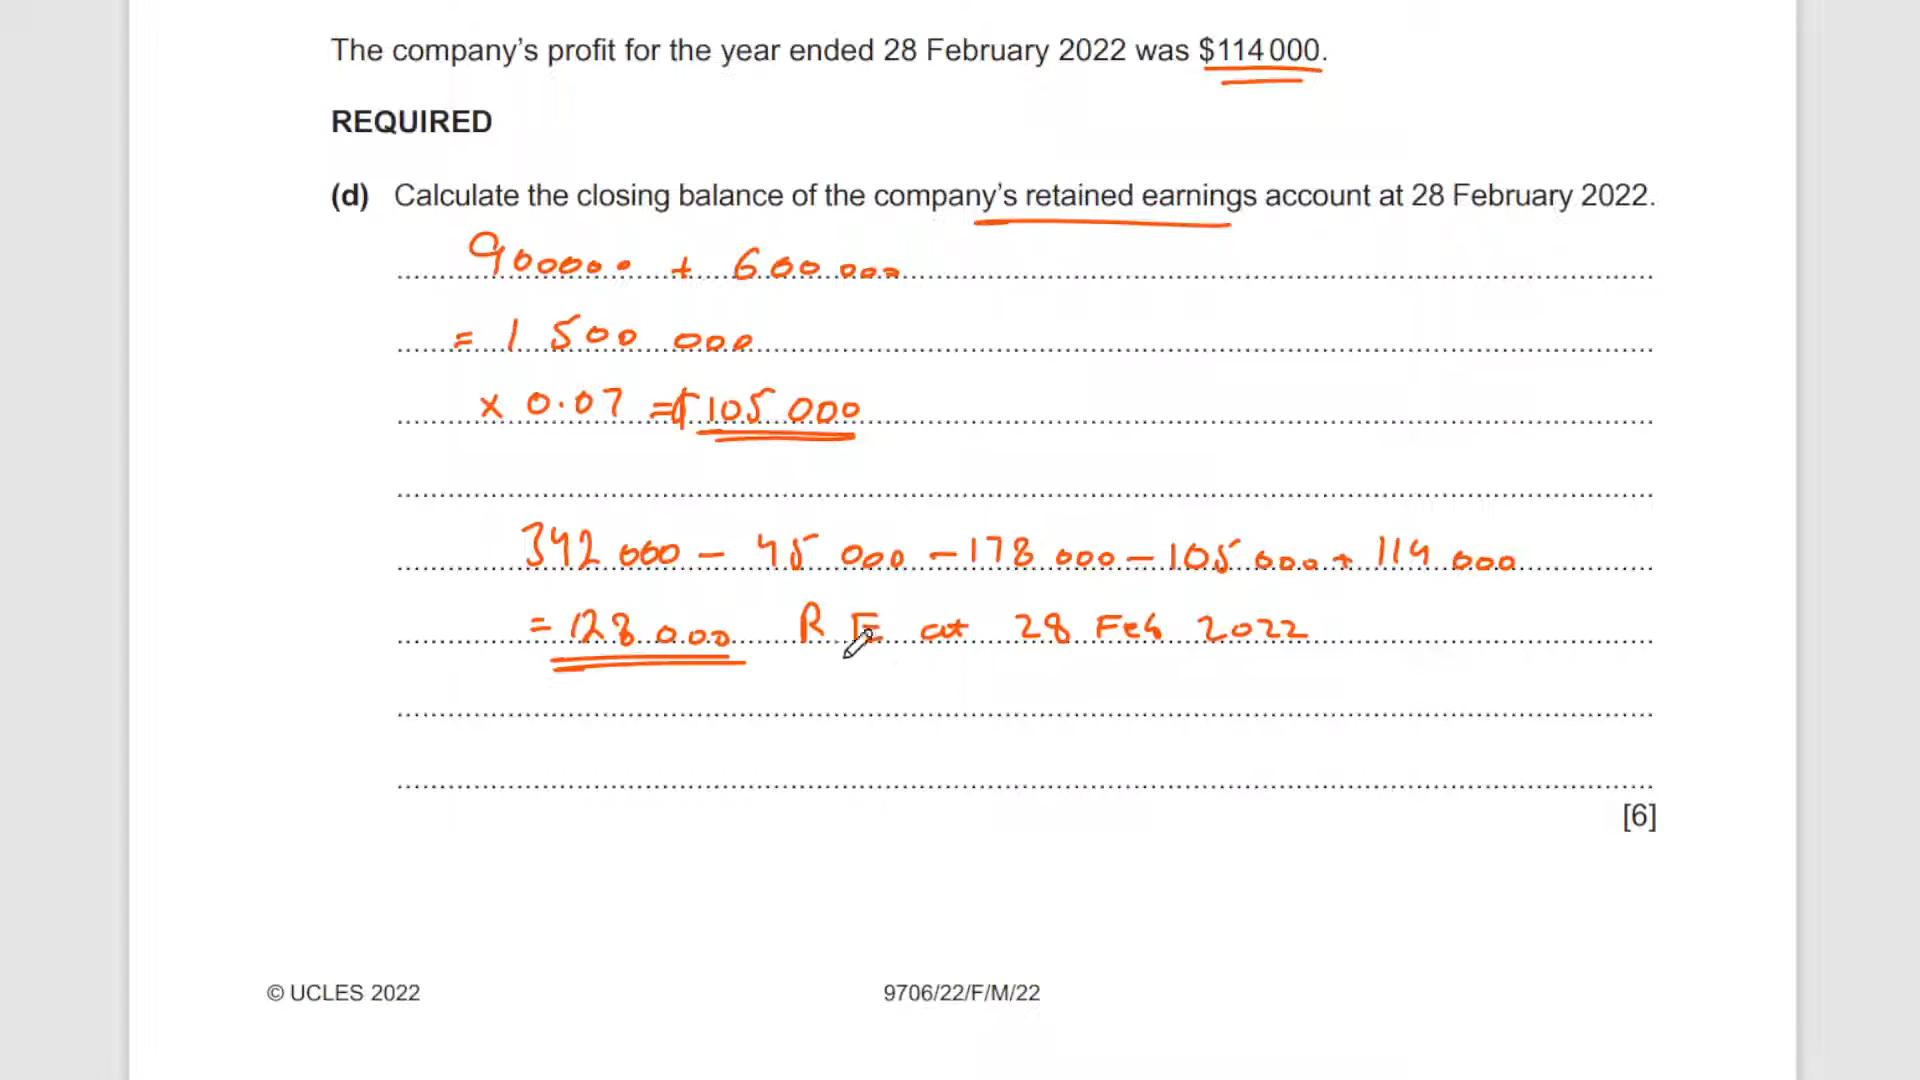 The company's profit for the year ended 28 February 2022 was $114 000.
REQUIRED
(d) Calculate the closing balance of the company's retained earnings account at 28 February 2022.
900000 + 600 000
= 1 500 000
x 0.07 = $105 000
342 000 - 45 000 - 178 000 - 105 000 + 114 000
= 128 000 R E at 28 Feb 2022
[6]
© UCLES 2022 9706/22/F/M/22